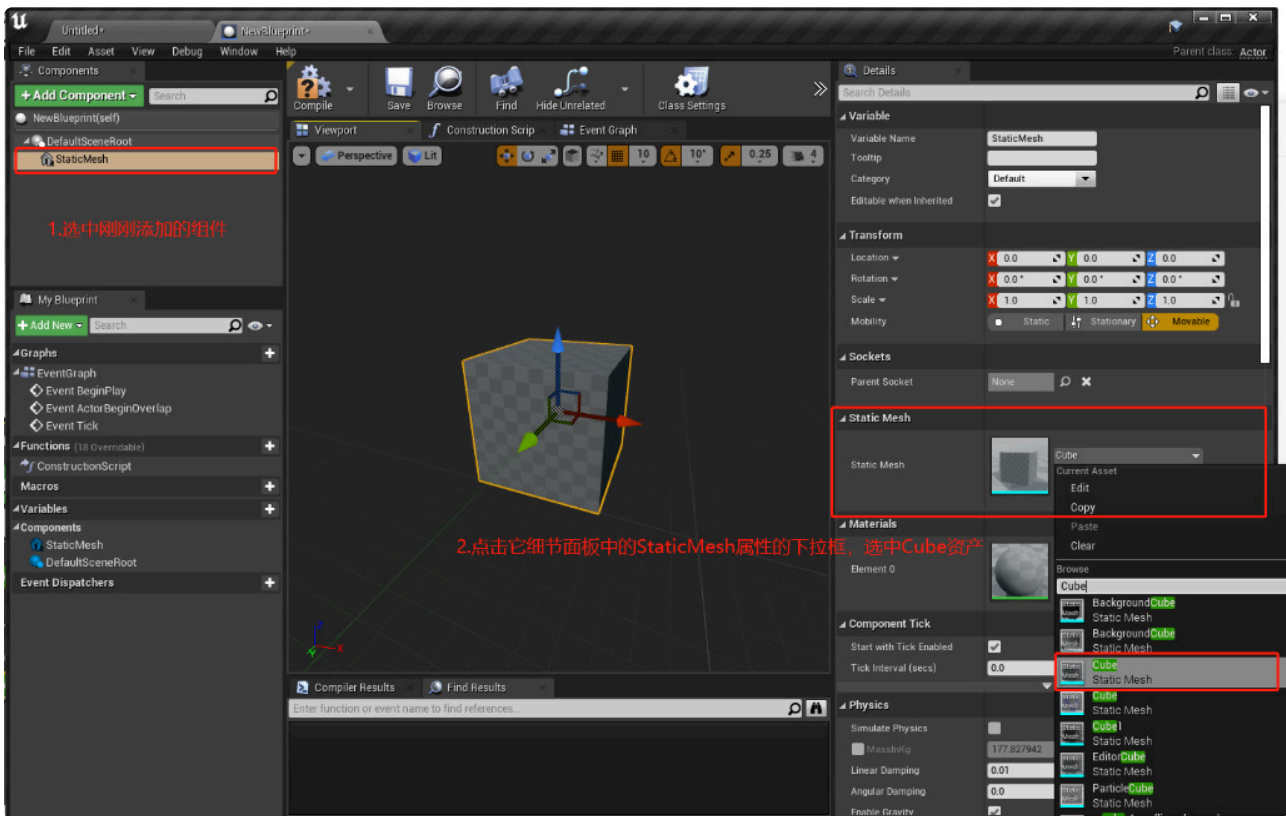 Untitled*
NewBlueprint*
File Edit Asset View Debug Window Help
Parent class: Actor
Components
+Add Component
Search
NewBlueprint(self)
DefaultSceneRoot
StaticMesh
1.选中刚刚添加的组件
My Blueprint
+Add New
Search
Graphs
EventGraph
Event BeginPlay
Event ActorBeginOverlap
Event Tick
Functions (18 Overridable)
ConstructionScript
Macros
Variables
Components
StaticMesh
DefaultSceneRoot
Event Dispatchers
Compile Save Browse Find Hide Unrelated Class Settings
Viewport Construction Scrip Event Graph
Perspective Lit 10 10° 0.25 4
2.点击它细节面板中的StaticMesh属性的下拉框，选中Cube资产
Z
X
Y
Compiler Results Find Results
Enter function or event name to find references...
Details
Search Details
Variable
Variable Name StaticMesh
Tooltip
Category Default
Editable when Inherited
Transform
Location X 0.0 Y 0.0 Z 0.0
Rotation X 0.0° Y 0.0° Z 0.0°
Scale X 1.0 Y 1.0 Z 1.0
Mobility Static Stationary Movable
Sockets
Parent Socket None
Static Mesh
Static Mesh Cube
Current Asset
Edit
Copy
Paste
Clear
Materials
Element 0
Browse
Cube
BackgroundCube
Static Mesh
BackgroundCube
Static Mesh
Cube
Static Mesh
Cube
Static Mesh
Cube1
Static Mesh
EditorCube
Static Mesh
ParticleCube
Static Mesh
Component Tick
Start with Tick Enabled
Tick Interval (secs) 0.0
Physics
Simulate Physics
MassInKg 177.827942
Linear Damping 0.01
Angular Damping 0.0
Enable Gravity